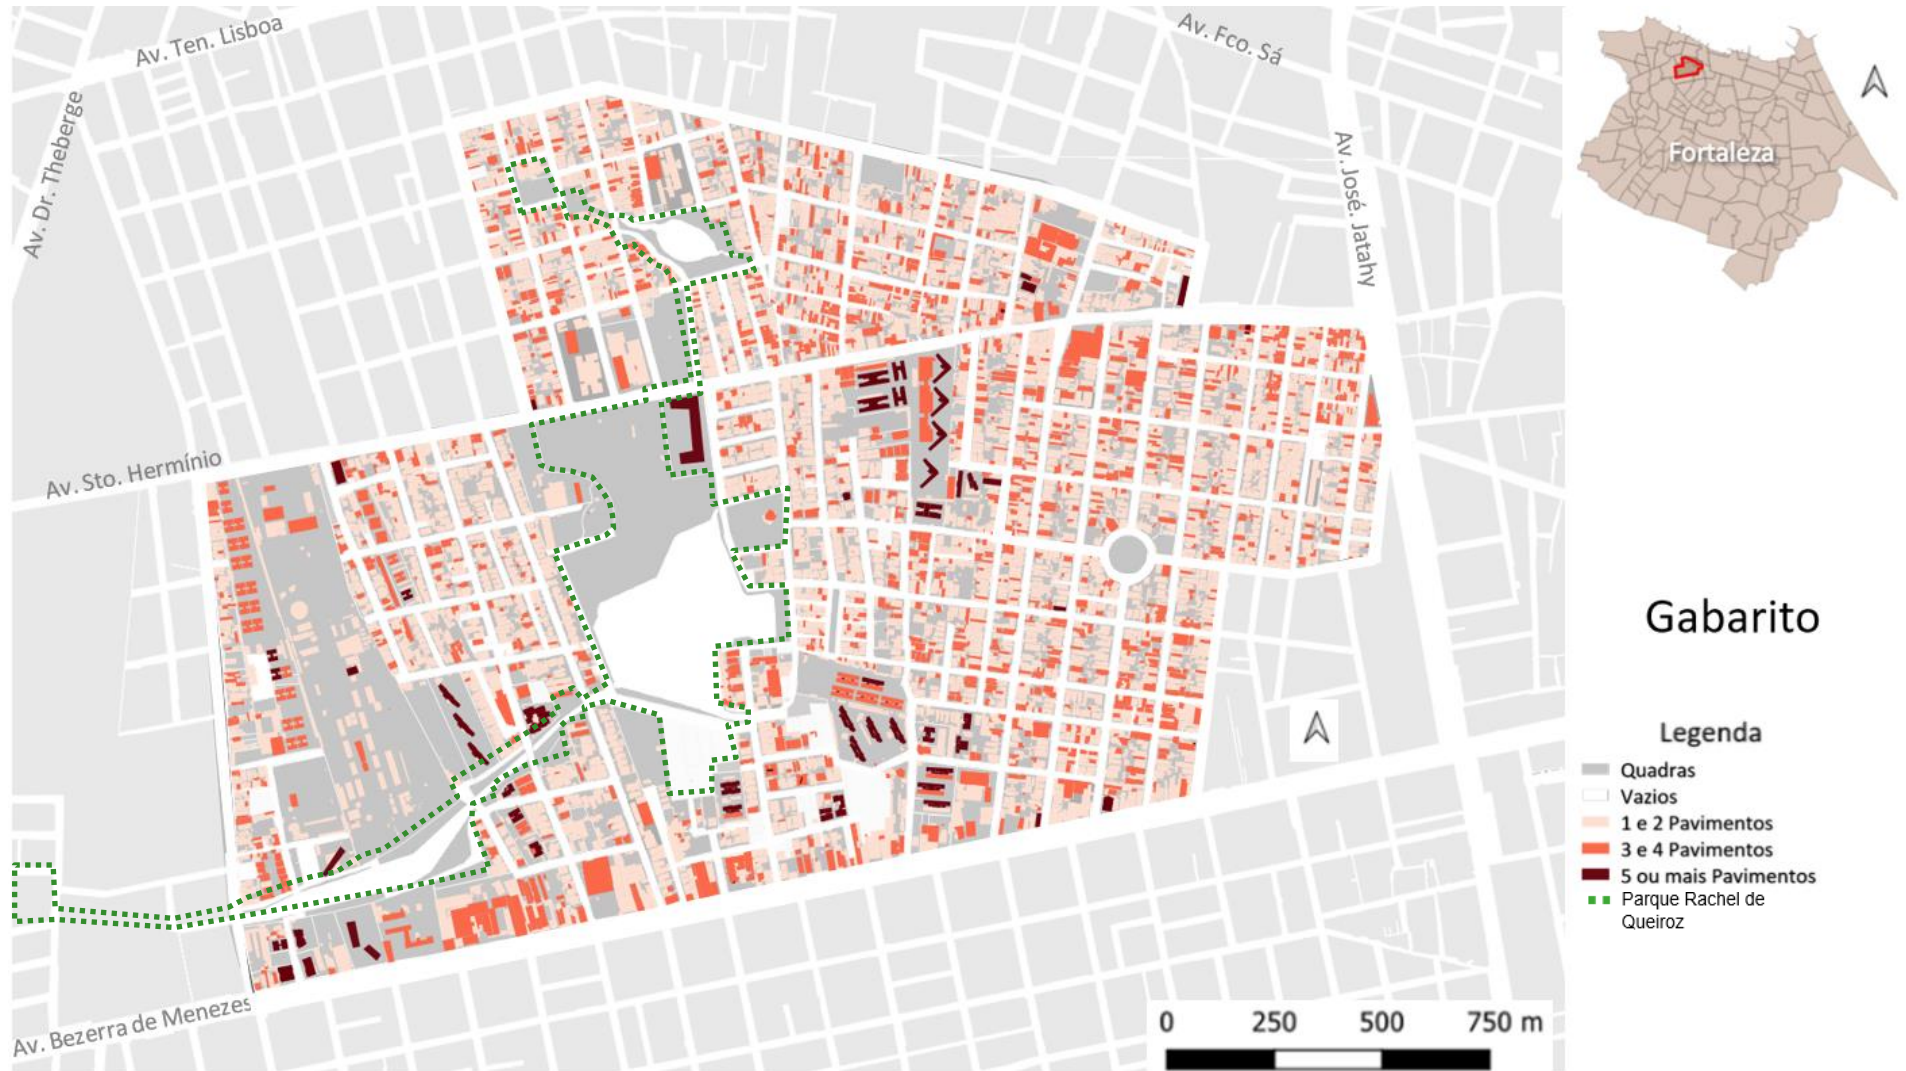 Av. Ten. Lisboa
Av. Fco. Sá
Av. Dr. Theberge
Av. José. Jatahy
Fortaleza
Av. Sto. Hermínio
Av. Bezerra de Menezes
Gabarito
Legenda
Quadras
Vazios
1 e 2 Pavimentos
3 e 4 Pavimentos
5 ou mais Pavimentos
Parque Rachel de
Queiroz
0 250 500 750 m